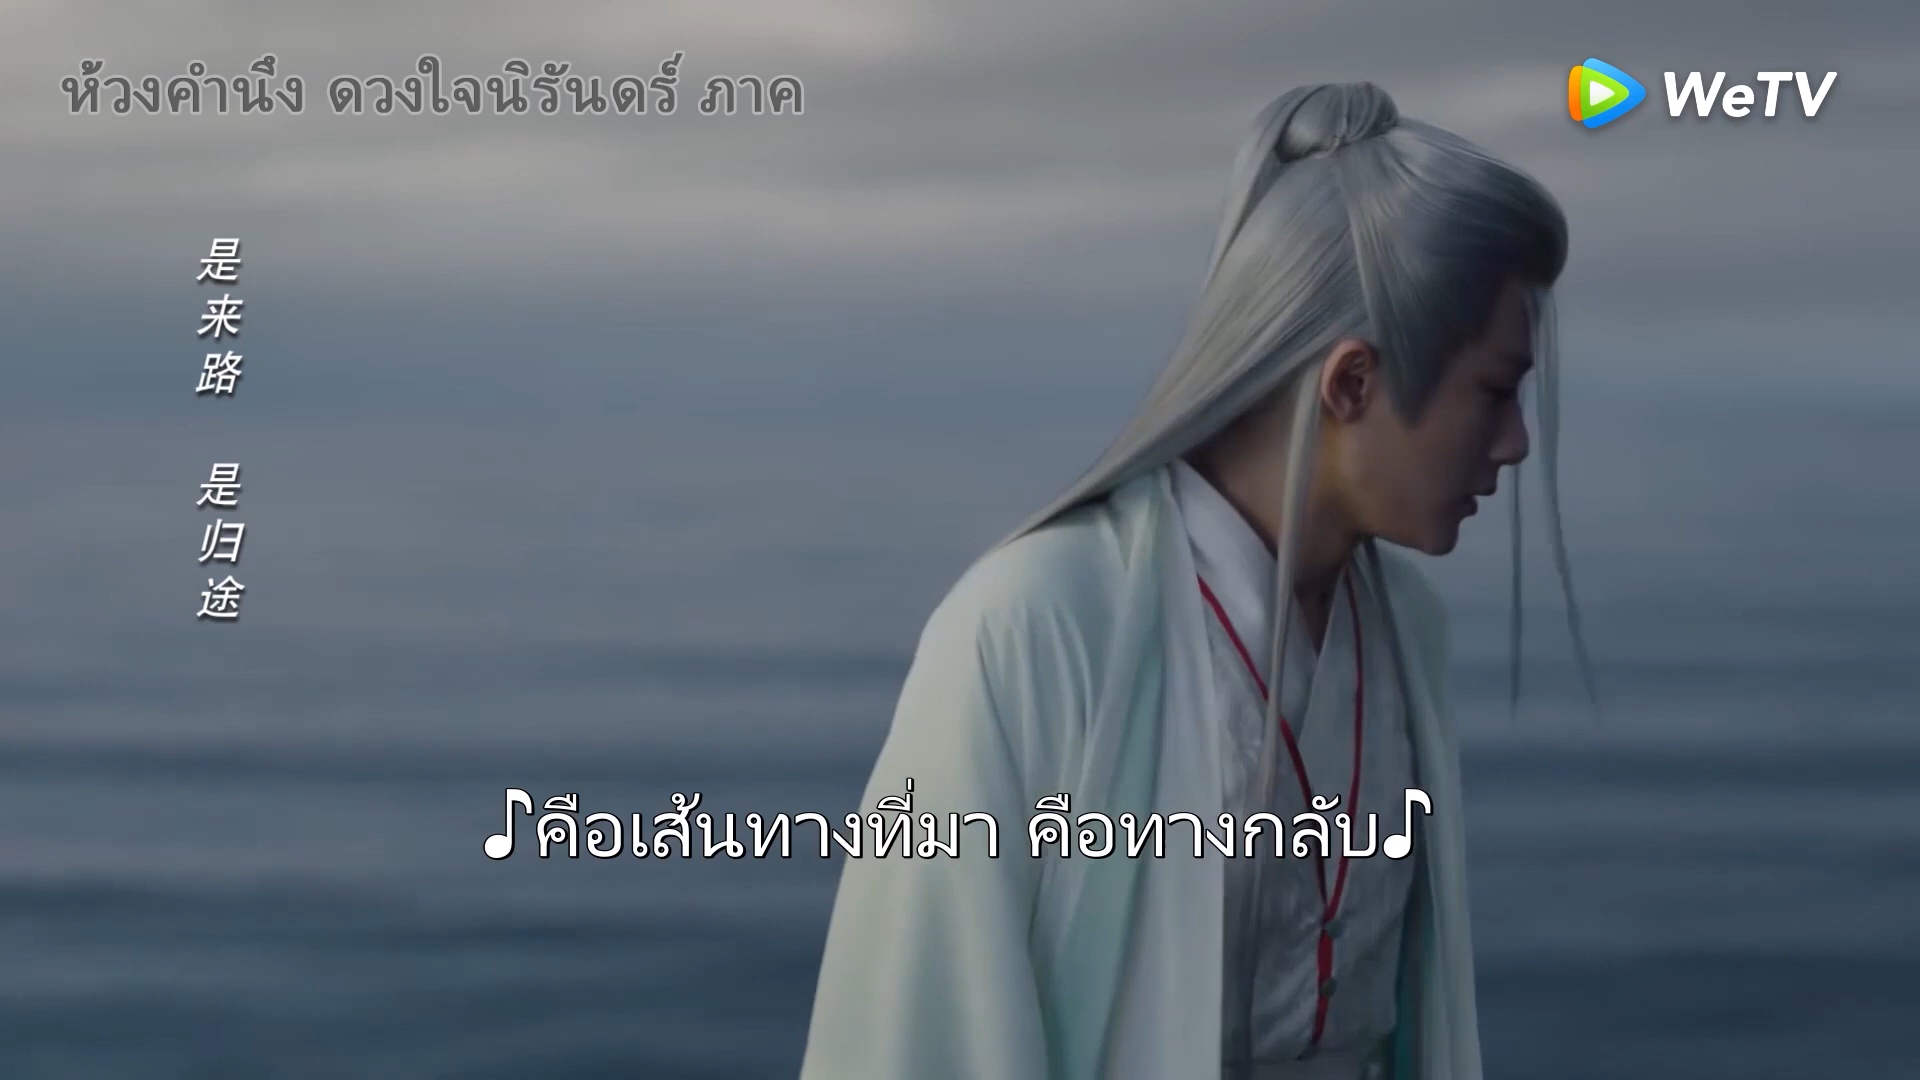 ห้วงคำนึง ดวงใจนิรันดร์ ภาค
WeTV
是来路 是归途
♪คือเส้นทางที่มา คือทางกลับ♪